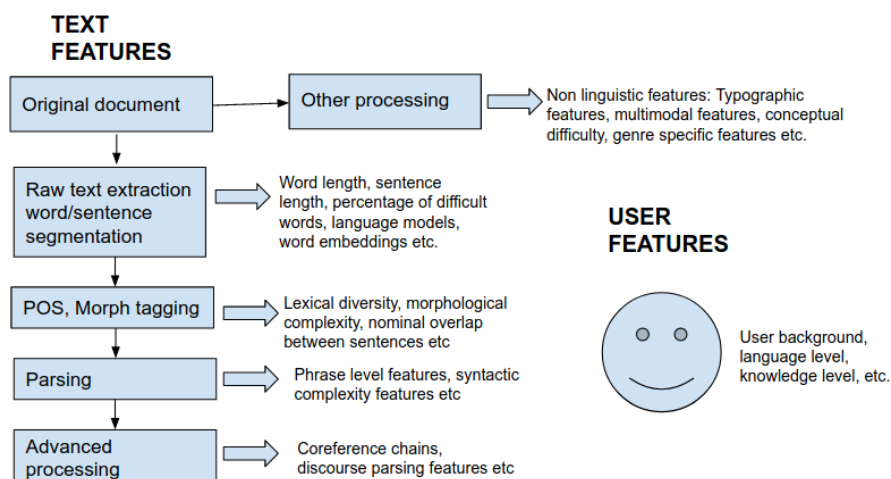 TEXT
FEATURES
Original document
Other processing
Non linguistic features: Typographic
features, multimodal features, conceptual
difficulty, genre specific features etc.
Raw text extraction
word/sentence
segmentation
Word length, sentence
length, percentage of difficult
words, language models,
word embeddings etc.
POS, Morph tagging
Lexical diversity, morphological
complexity, nominal overlap
between sentences etc
Parsing
Phrase level features, syntactic
complexity features etc
Advanced
processing
Coreference chains,
discourse parsing features etc
USER
FEATURES
User background,
language level,
knowledge level, etc.